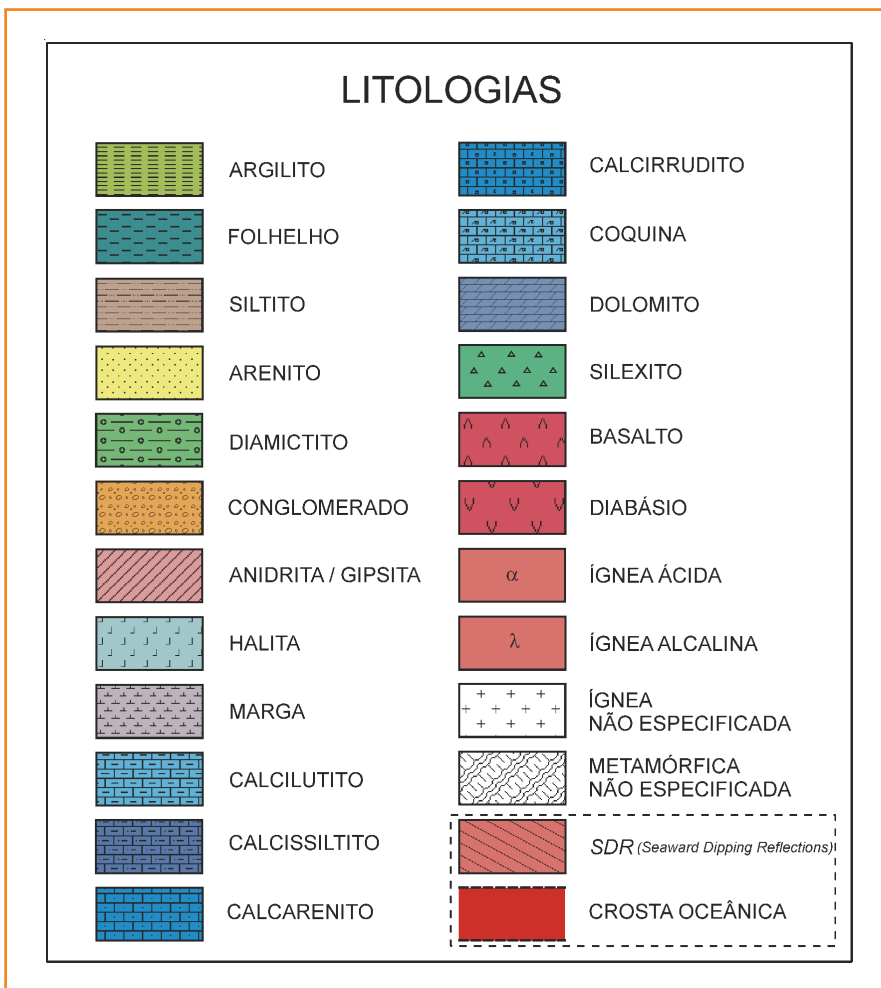 LITOLOGIAS
ARGILITO
FOLHELHO
SILTITO
ARENITO
DIAMICTITO
CONGLOMERADO
ANIDRITA / GIPSITA
HALITA
MARGA
CALCILUTITO
CALCISSILTITO
CALCARENITO
CALCIRRUDITO
COQUINA
DOLOMITO
SILEXITO
BASALTO
DIABÁSIO
α
ÍGNEA ÁCIDA
λ
ÍGNEA ALCALINA
ÍGNEA
NÃO ESPECIFICADA
METAMÓRFICA
NÃO ESPECIFICADA
SDR (Seaward Dipping Reflections)
CROSTA OCEÂNICA